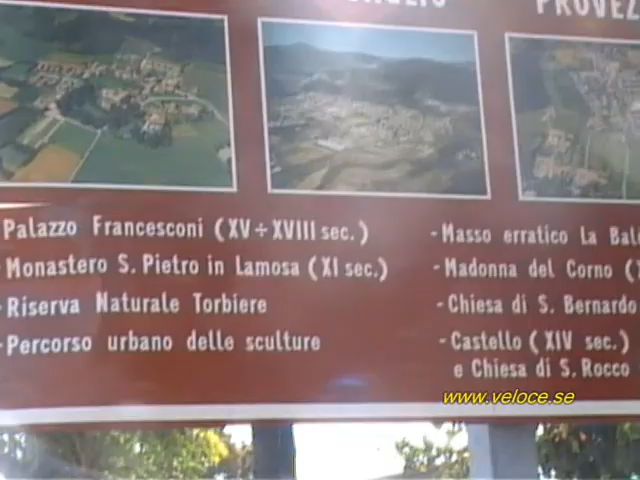 PROVEZ
Palazzo Francesconi (XV÷XVIII sec.)
-Monastero S. Pietro in Lamosa (XI sec.)
-Riserva Naturale Torbiere
-Percorso urbano delle sculture
-Masso erratico La
-Madonna del Corno
-Chiesa di S. Bernardo
-Castello (XIV sec.)
e Chiesa di S. Rocco
www.veloce.se